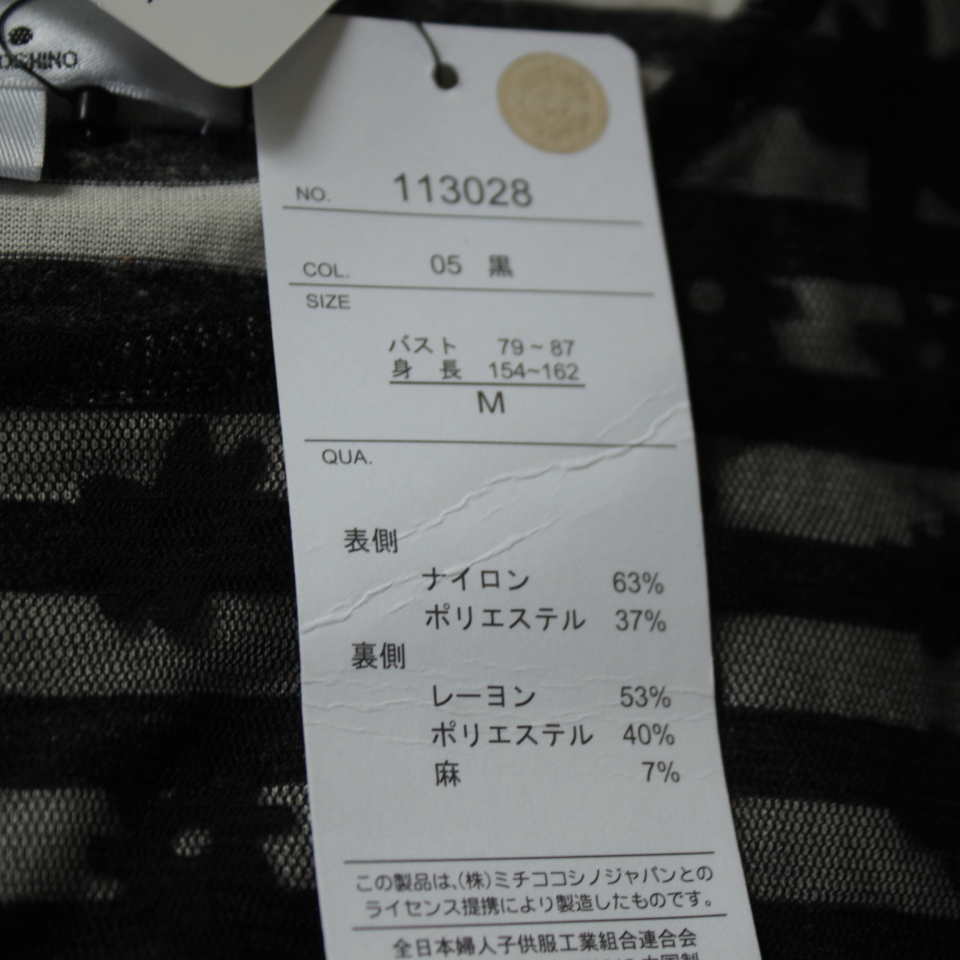 NO. 113028
COL. 05 黒
SIZE
バスト 79~87
身 長 154~162
M
QUA.
表側
ナイロン 63%
ポリエステル 37%
裏側
レーヨン 53%
ポリエステル 40%
麻 7%
この製品は、(株)ミチココシノジャパンとの
ライセンス提携により製造したものです。
全日本婦人子供服工業組合連合会